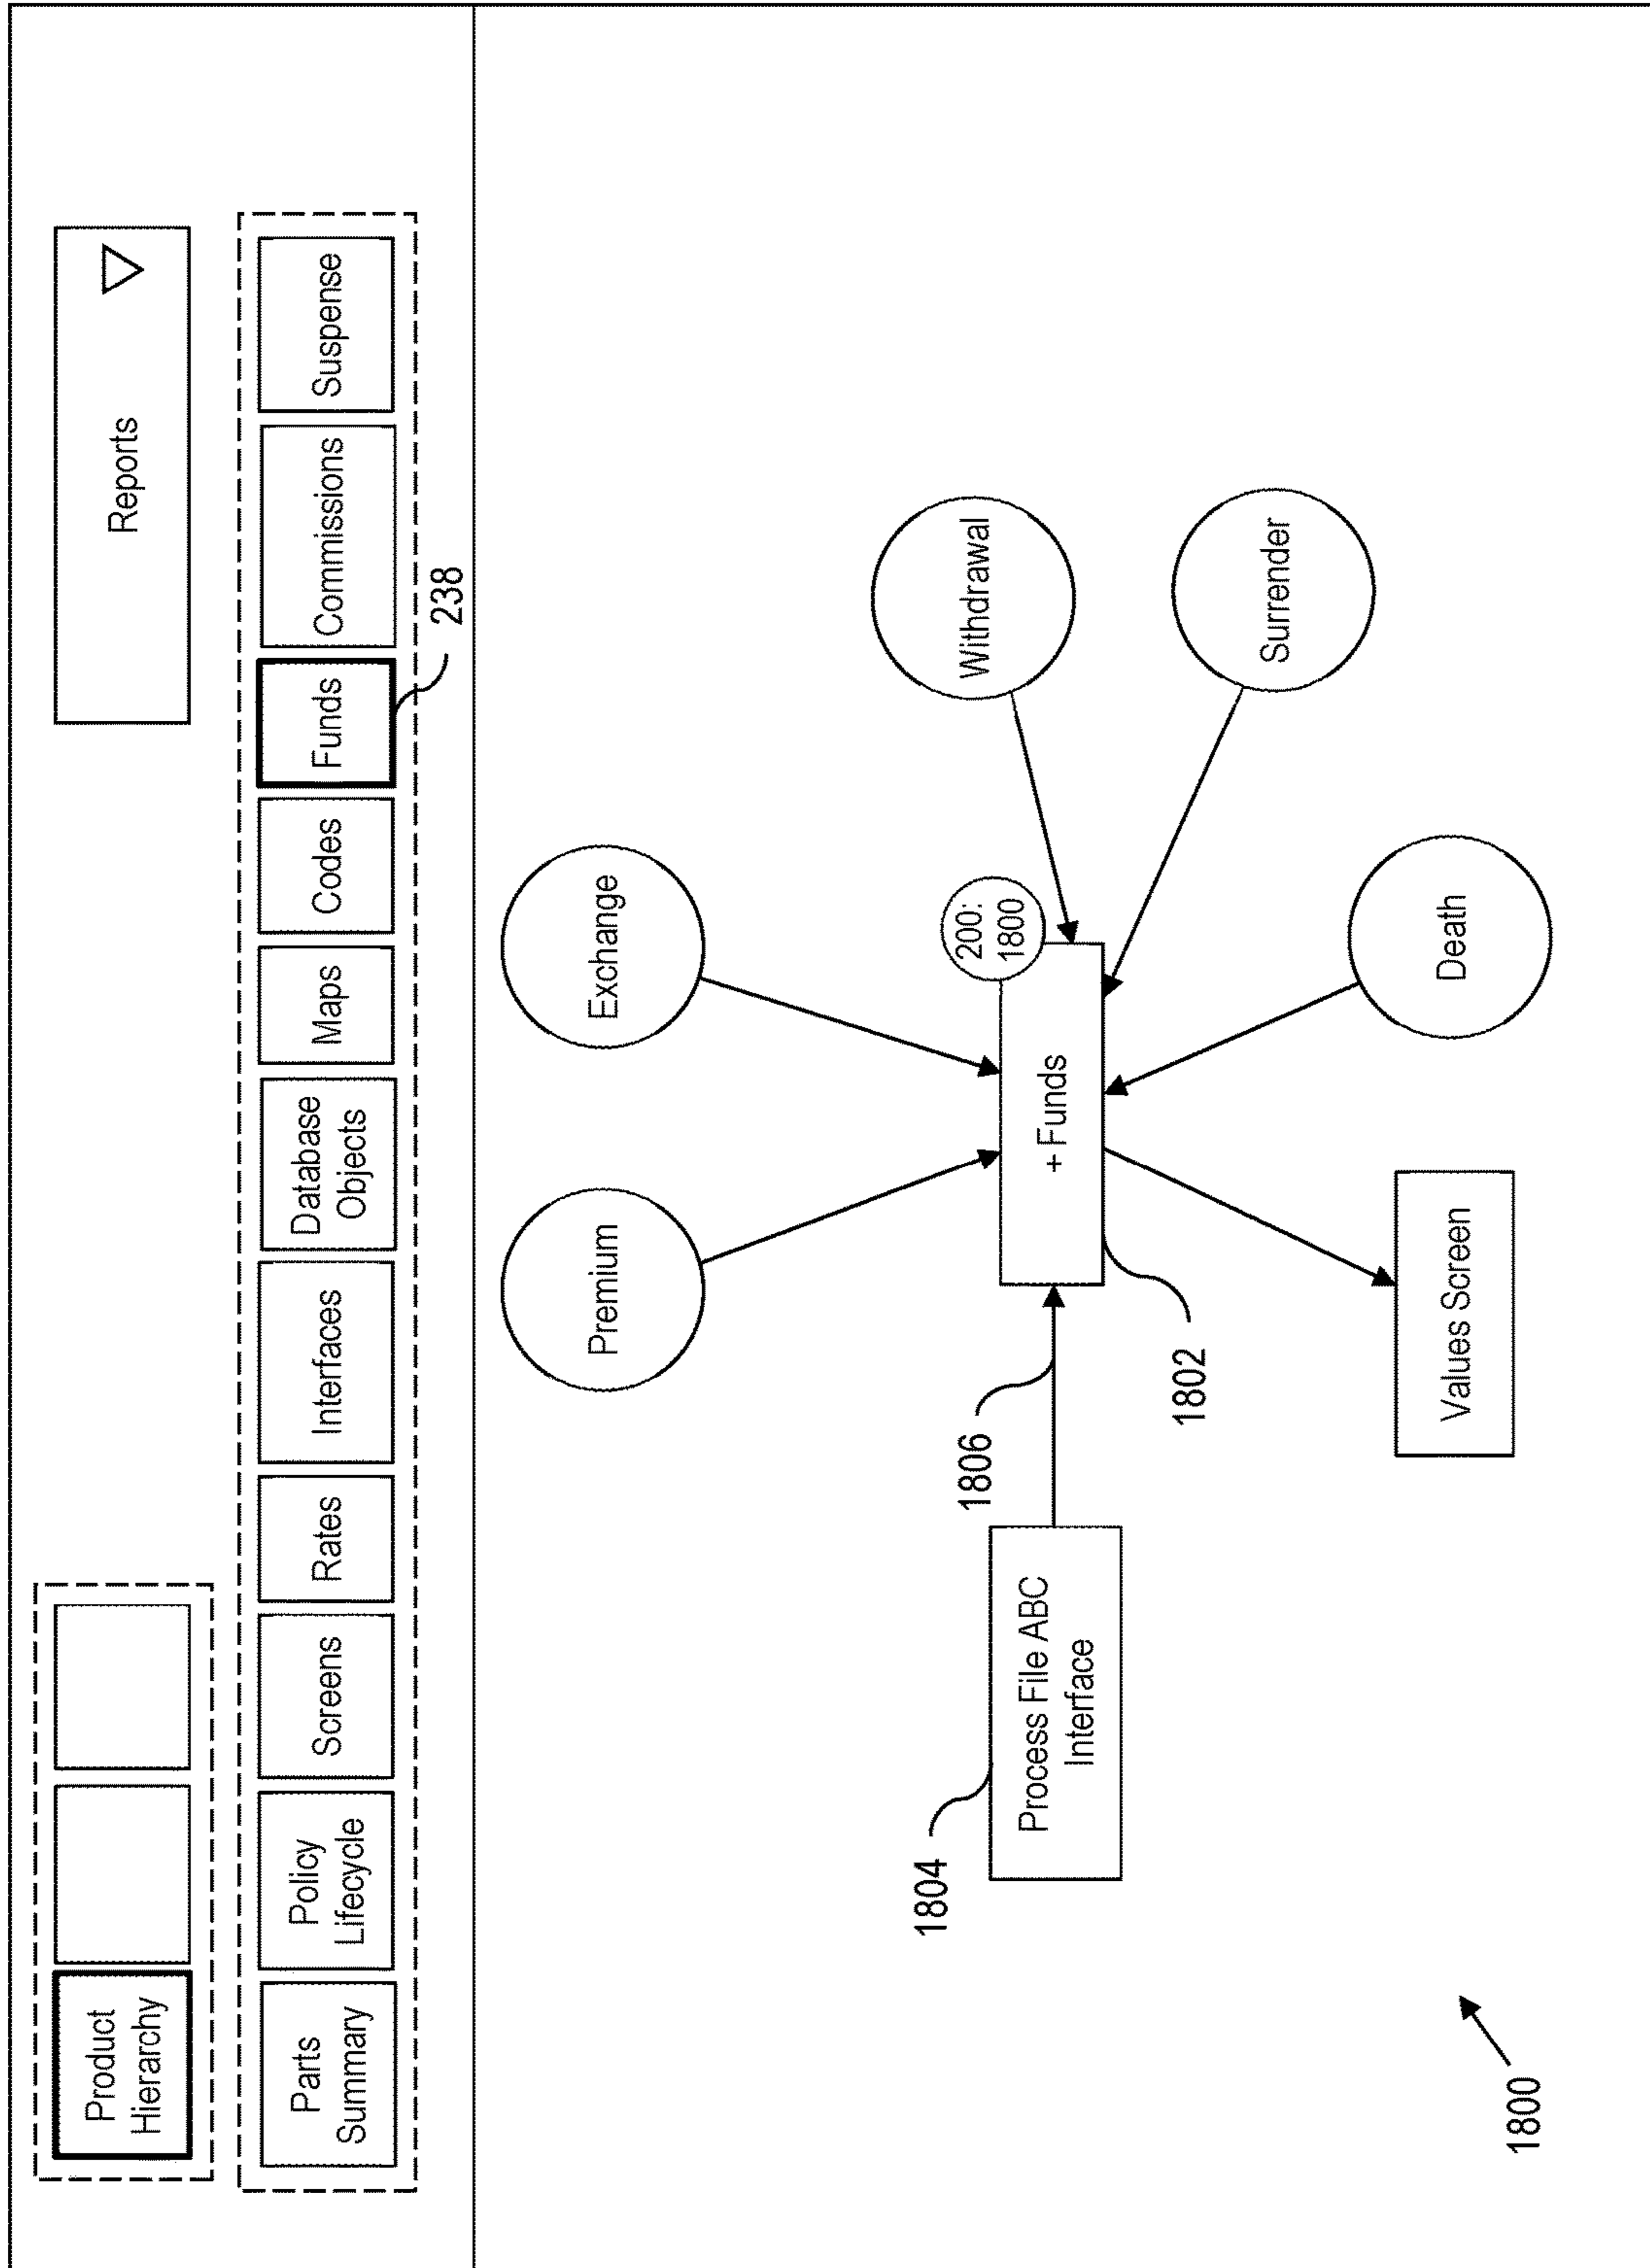 Product
Hierarchy
Reports
Parts
Summary
Policy
Lifecycle
Screens
Rates
Interfaces
Database
Objects
Maps
Codes
Funds
Commissions
Suspense
238
Premium
Exchange
Withdrawal
200:
1800
1806
1804
Process File ABC
Interface
+ Funds
1802
Surrender
Values Screen
Death
1800